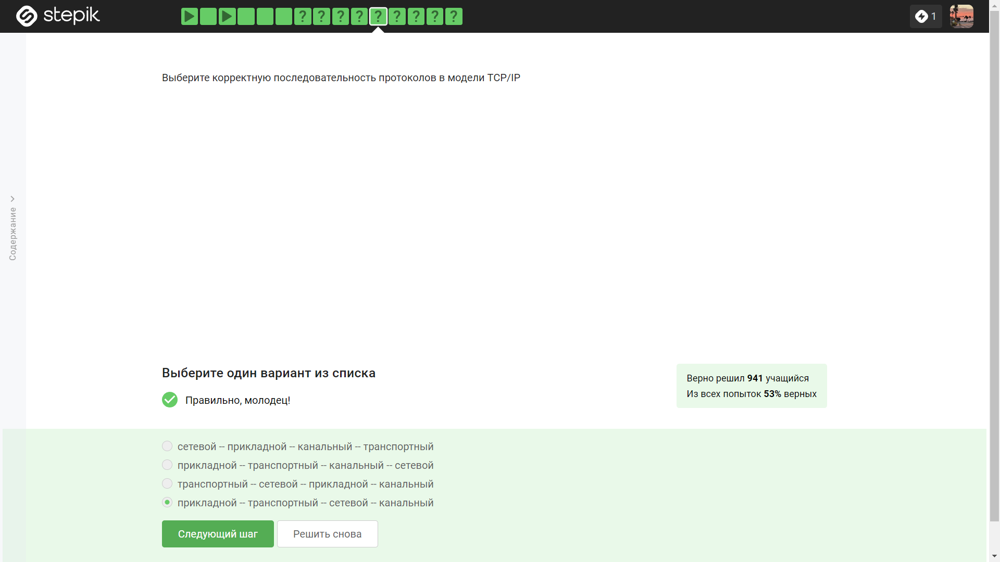 stepik
? ? ? ? ? ? ? ? ?
1
Содержание
Выберите корректную последовательность протоколов в модели TCP/IP
Выберите один вариант из списка
Правильно, молодец!
Верно решил 941 учащийся
Из всех попыток 53% верных
сетевой -- прикладной -- канальный -- транспортный
прикладной -- транспортный -- канальный -- сетевой
транспортный -- сетевой -- прикладной -- канальный
прикладной -- транспортный -- сетевой -- канальный
Следующий шаг
Решить снова